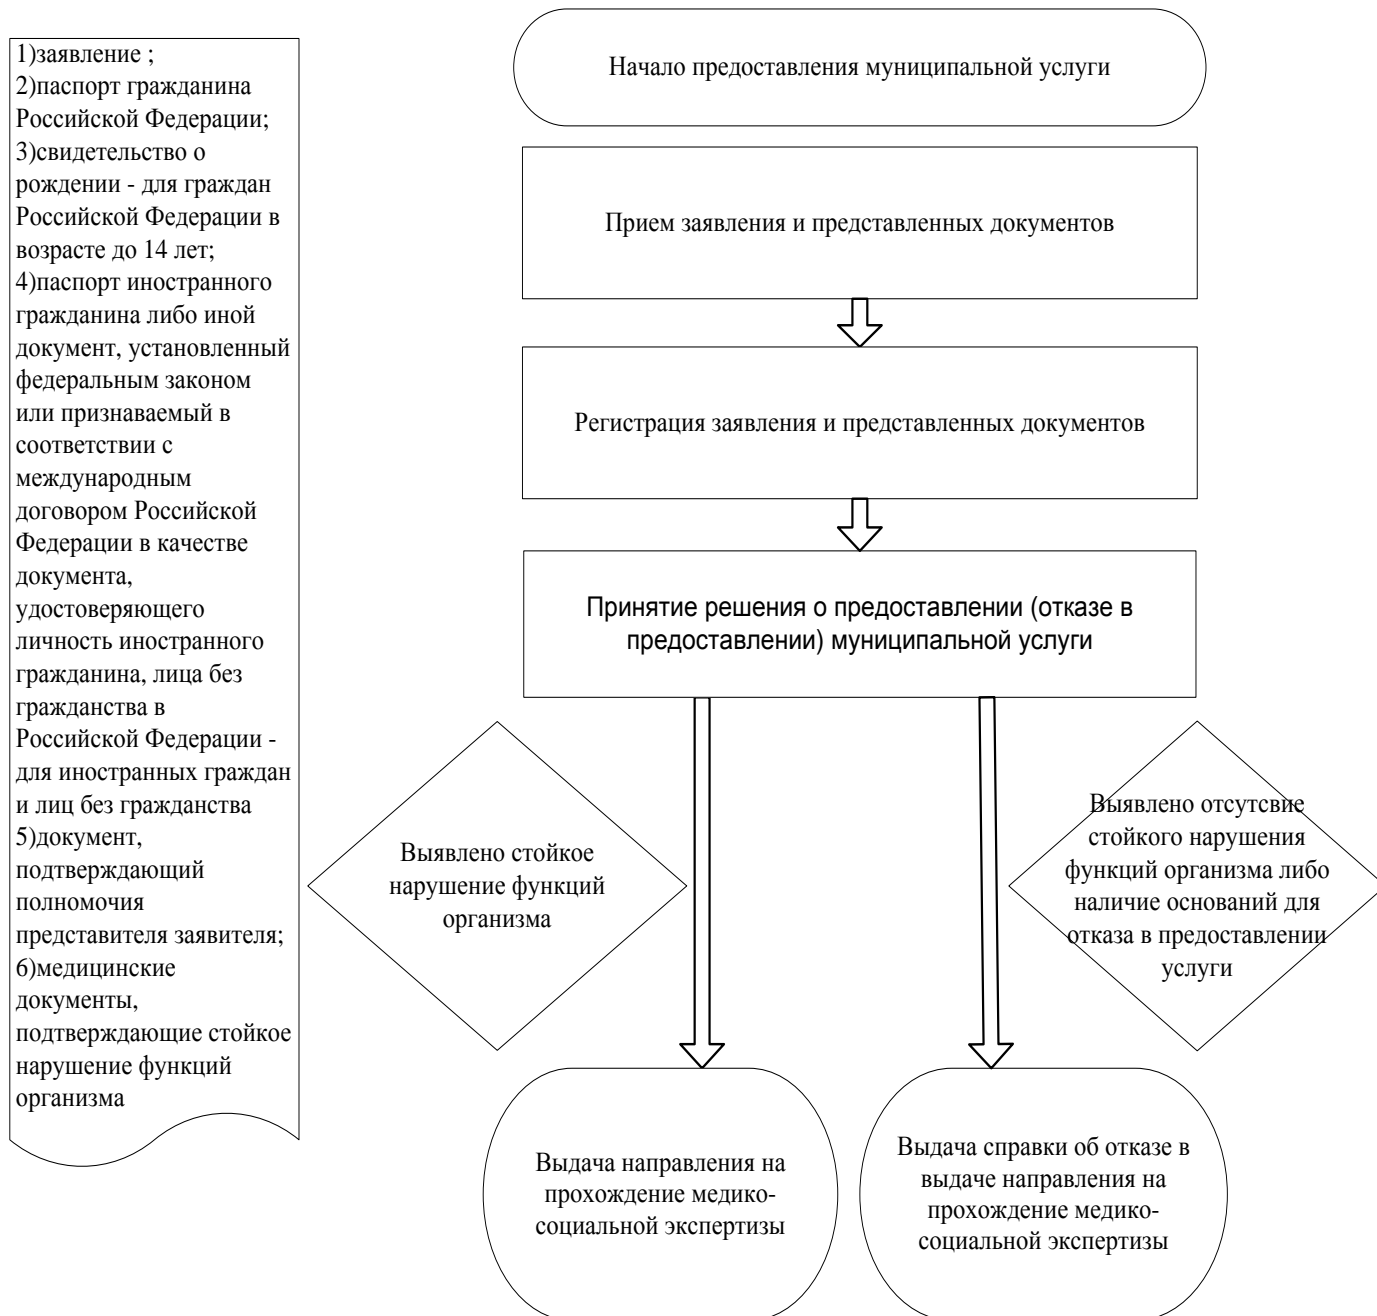 1)заявление ;
2)паспорт гражданина
Российской Федерации;
3)свидетельство о
рождении - для граждан
Российской Федерации в
возрасте до 14 лет;
4)паспорт иностранного
гражданина либо иной
документ, установленный
федеральным законом
или признаваемый в
соответствии с
международным
договором Российской
Федерации в качестве
документа,
удостоверяющего
личность иностранного
гражданина, лица без
гражданства в
Российской Федерации -
для иностранных граждан
и лиц без гражданства
5)документ,
подтверждающий
полномочия
представителя заявителя;
6)медицинские
документы,
подтверждающие стойкое
нарушение функций
организма
Начало предоставления муниципальной услуги
Прием заявления и представленных документов
Регистрация заявления и представленных документов
Принятие решения о предоставлении (отказе в
предоставлении) муниципальной услуги
Выявлено стойкое
нарушение функций
организма
Выявлено отсутсвие
стойкого нарушения
функций организма либо
наличие оснований для
отказа в предоставлении
услуги
Выдача направления на
прохождение медико-
социальной экспертизы
Выдача справки об отказе в
выдаче направления на
прохождение медико-
социальной экспертизы